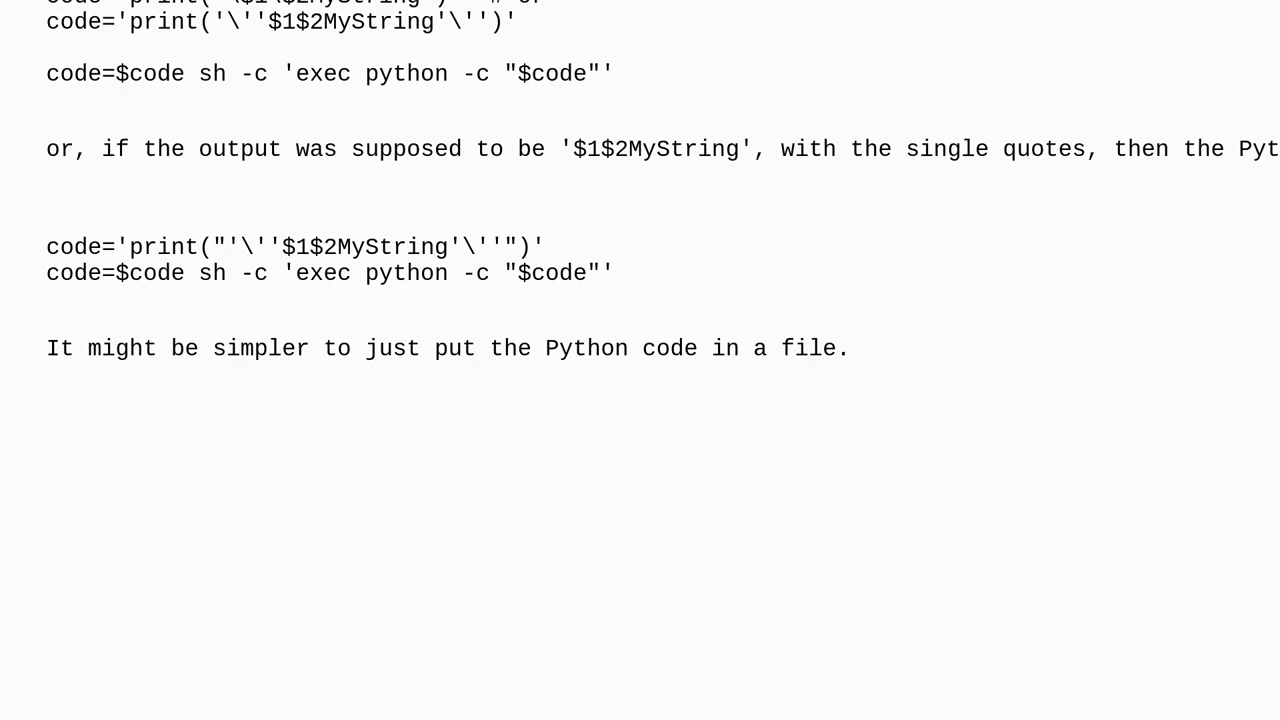 code='print('\''$1$2MyString'\'')'
code=$code sh -c 'exec python -c "$code"'
or, if the output was supposed to be '$1$2MyString', with the single quotes, then the
code='print("'\''$1$2MyString'\''")'
code=$code sh -c 'exec python -c "$code"'
It might be simpler to just put the Python code in a file.